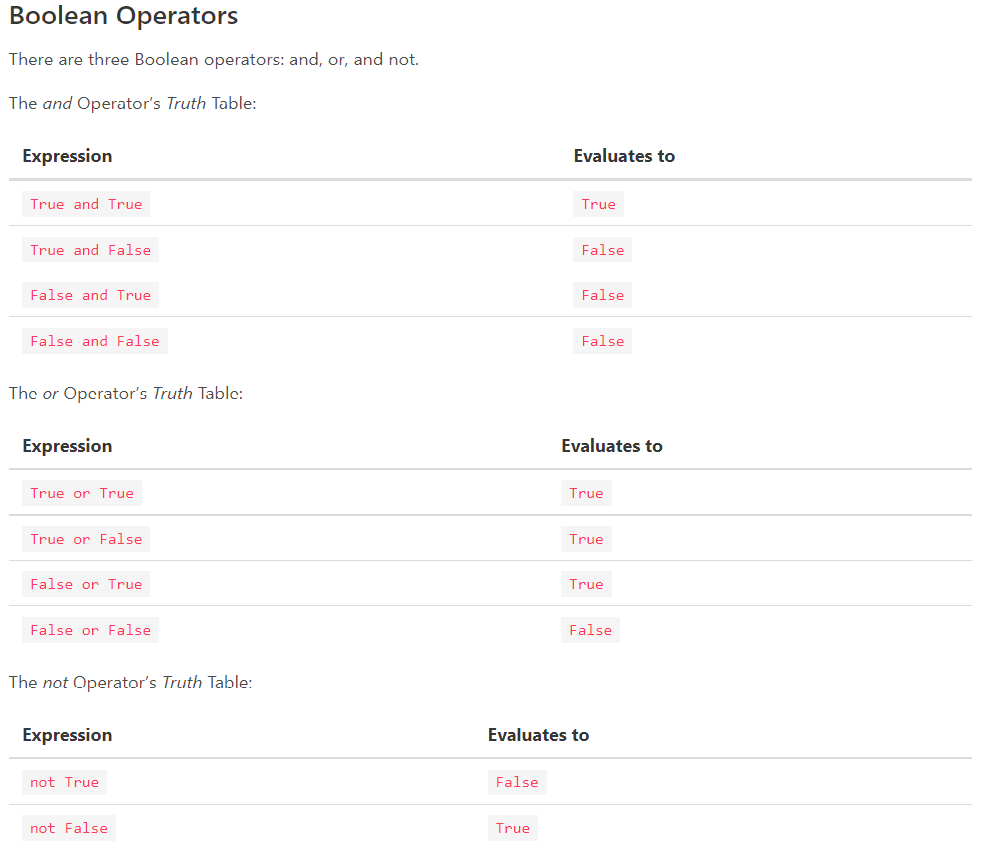 Boolean Operators
There are three Boolean operators: and, or, and not.
The and Operator's Truth Table:
Expression Evaluates to
True and True True
True and False False
False and True False
False and False False
The or Operator's Truth Table:
Expression Evaluates to
True or True True
True or False True
False or True True
False or False False
The not Operator's Truth Table:
Expression Evaluates to
not True False
not False True